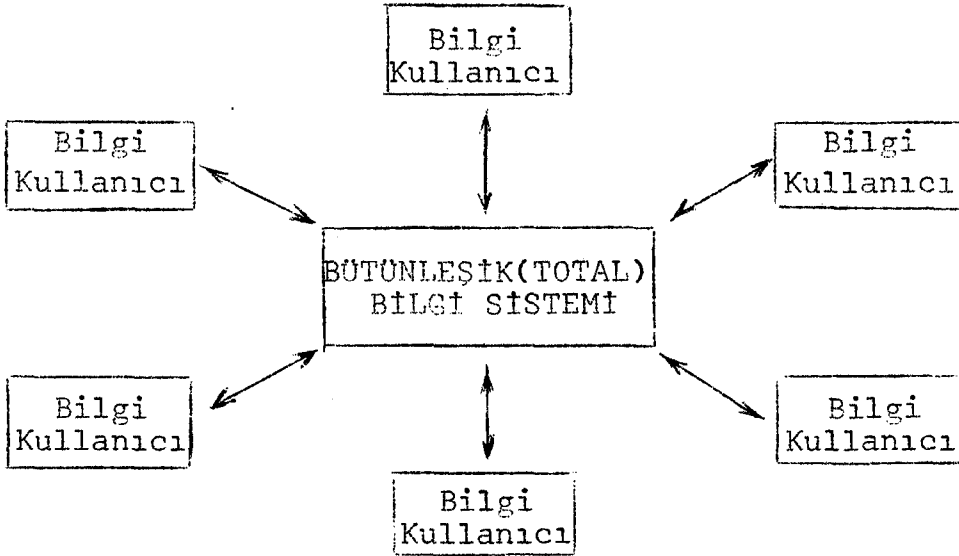 Bilgi
Kullanıcı
Bilgi
Kullanıcı
Bilgi
Kullanıcı
BÜTÜNLEŞİK(TOTAL)
BİLGİ SİSTEMİ
Bilgi
Kullanıcı
Bilgi
Kullanıcı
Bilgi
Kullanıcı